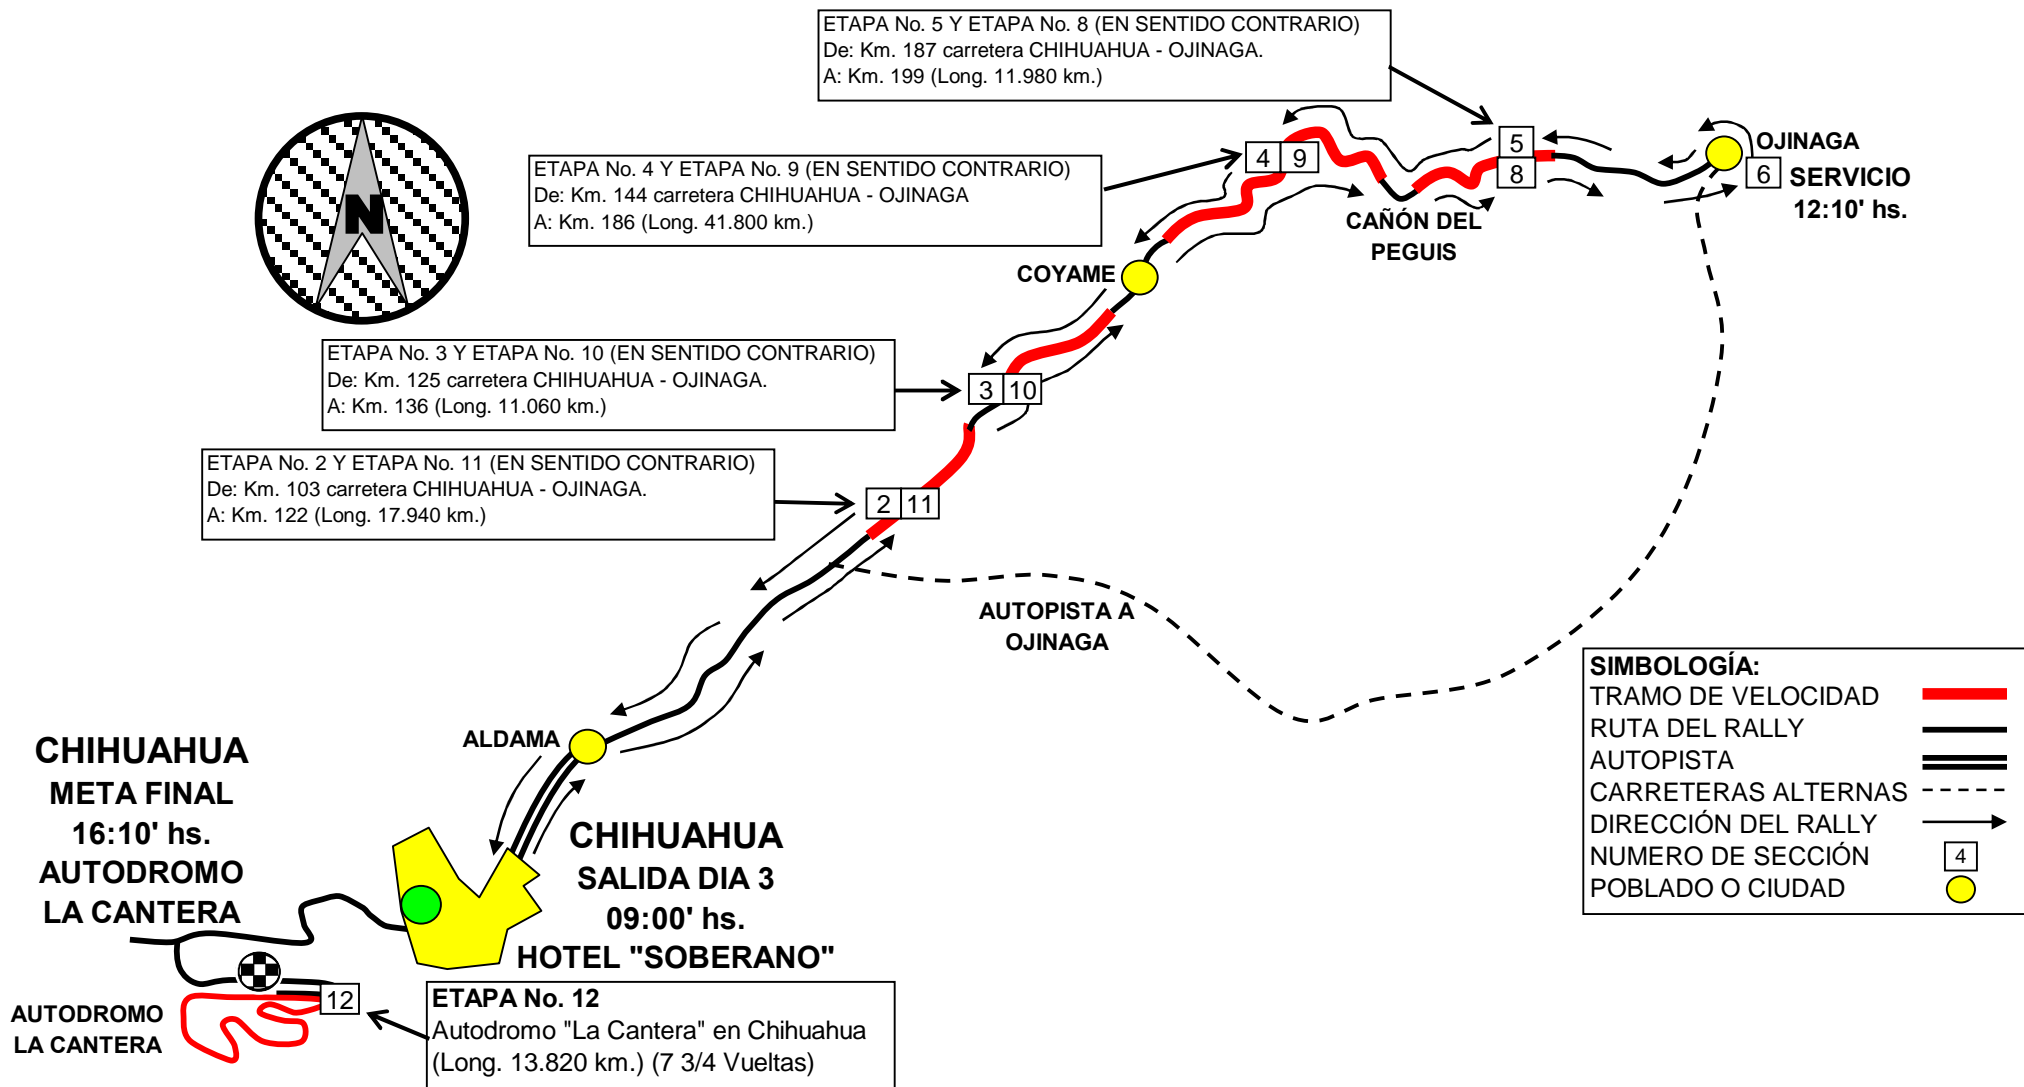 ETAPA No. 5 Y ETAPA No. 8 (EN SENTIDO CONTRARIO)
De: Km. 187 carretera CHIHUAHUA - OJINAGA.
A: Km. 199 (Long. 11.980 km.)
5
8
OJINAGA
6
SERVICIO
12:10' hs.
N
ETAPA No. 4 Y ETAPA No. 9 (EN SENTIDO CONTRARIO)
De: Km. 144 carretera CHIHUAHUA - OJINAGA
A: Km. 186 (Long. 41.800 km.)
4 9
CAÑÓN DEL
PEGUIS
COYAME
ETAPA No. 3 Y ETAPA No. 10 (EN SENTIDO CONTRARIO)
De: Km. 125 carretera CHIHUAHUA - OJINAGA.
A: Km. 136 (Long. 11.060 km.)
3 10
ETAPA No. 2 Y ETAPA No. 11 (EN SENTIDO CONTRARIO)
De: Km. 103 carretera CHIHUAHUA - OJINAGA.
A: Km. 122 (Long. 17.940 km.)
2 11
AUTOPISTA A
OJINAGA
ALDAMA
CHIHUAHUA
META FINAL
16:10' hs.
AUTODROMO
LA CANTERA
CHIHUAHUA
SALIDA DIA 3
09:00' hs.
HOTEL "SOBERANO"
12
AUTODROMO
LA CANTERA
ETAPA No. 12
Autodromo "La Cantera" en Chihuahua
(Long. 13.820 km.) (7 3/4 Vueltas)
SIMBOLOGÍA:
TRAMO DE VELOCIDAD
RUTA DEL RALLY
AUTOPISTA
CARRETERAS ALTERNAS
DIRECCIÓN DEL RALLY
NUMERO DE SECCIÓN 4
POBLADO O CIUDAD